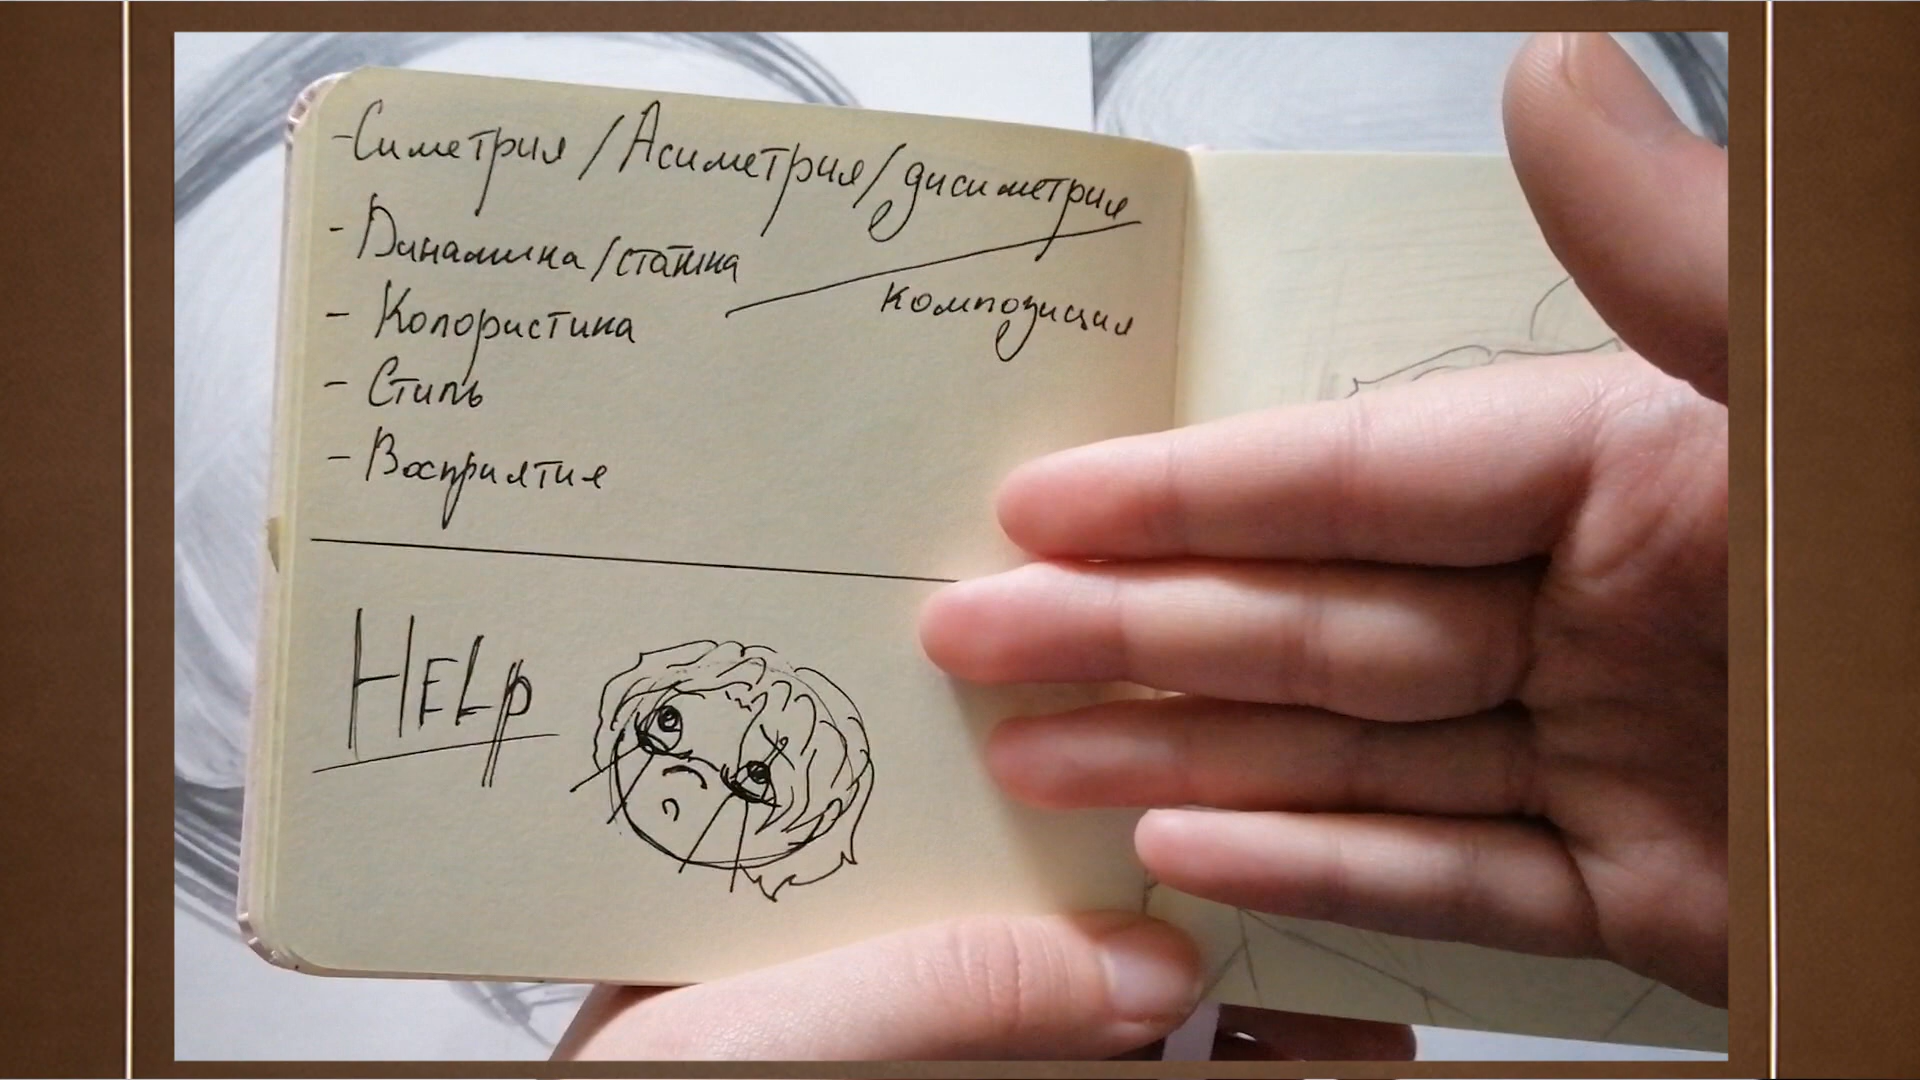 - Симетрия / Асиметрия / дисиметрия
- Динамика / статика
композиция
- Колористика
- Стиль
- Восприятие
HELP